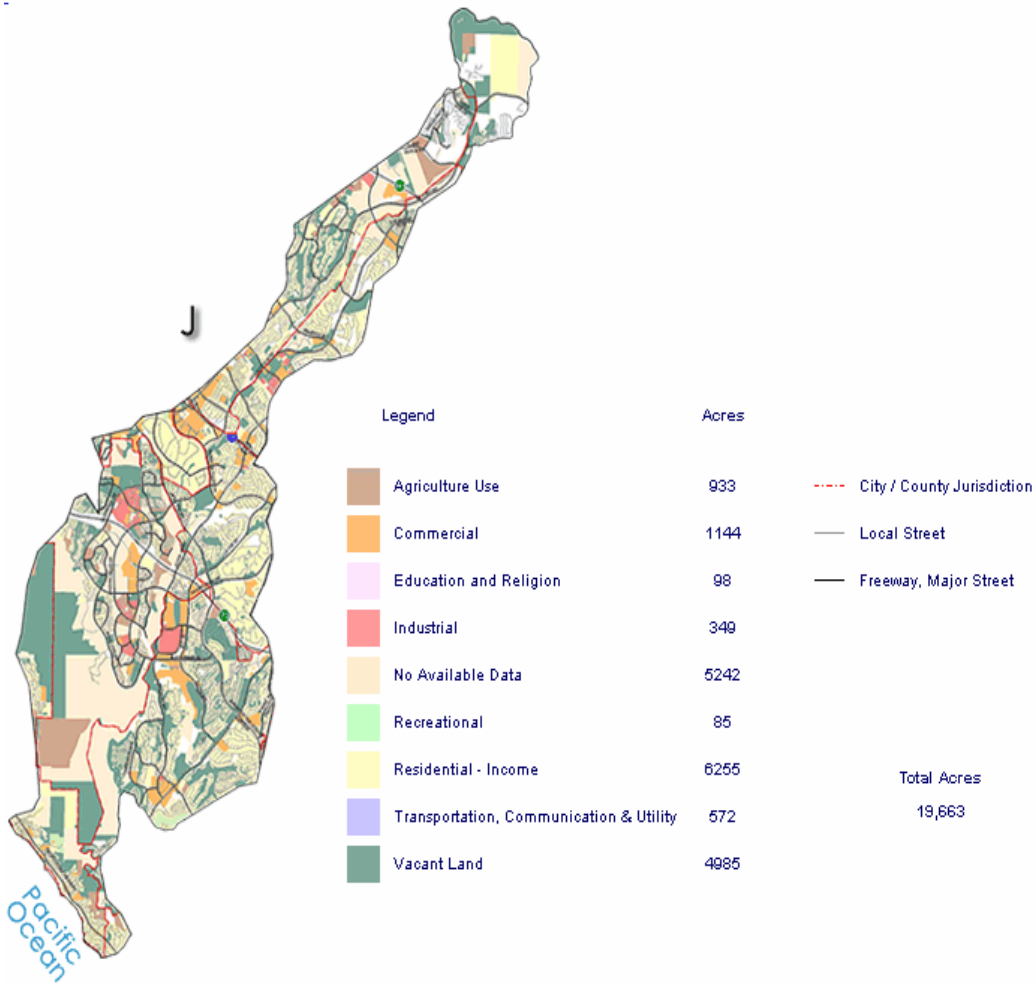 J
Legend Acres
Agriculture Use 933
Commercial 1144
Education and Religion 98
Industrial 349
No Available Data 5242
Recreational 85
Residential - Income 6255
Transportation, Communication & Utility 572
Vacant Land 4985
City / County Jurisdiction
Local Street
Freeway, Major Street
Total Acres
19,663
Pacific
Ocean